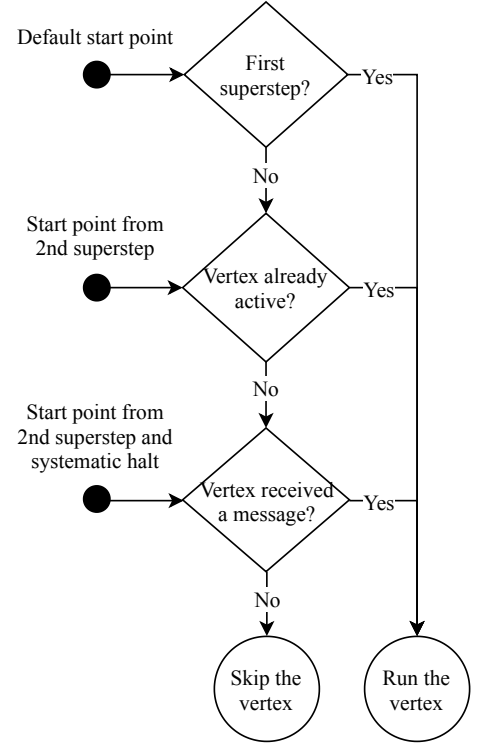 Default start point
First
superstep?
Yes
No
Start point from
2nd superstep
Vertex already
active?
Yes
No
Start point from
2nd superstep and
systematic halt
Vertex received
a message?
Yes
No
Skip the
vertex
Run the
vertex